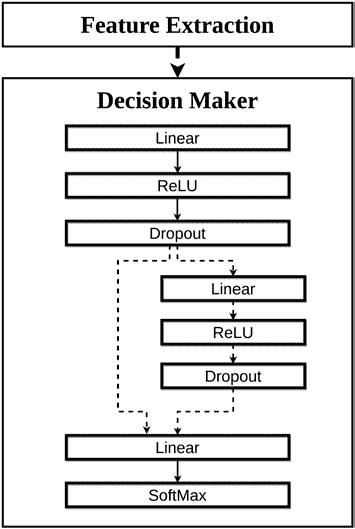 Feature Extraction
Decision Maker
Linear
ReLU
Dropout
Linear
ReLU
Dropout
Linear
SoftMax